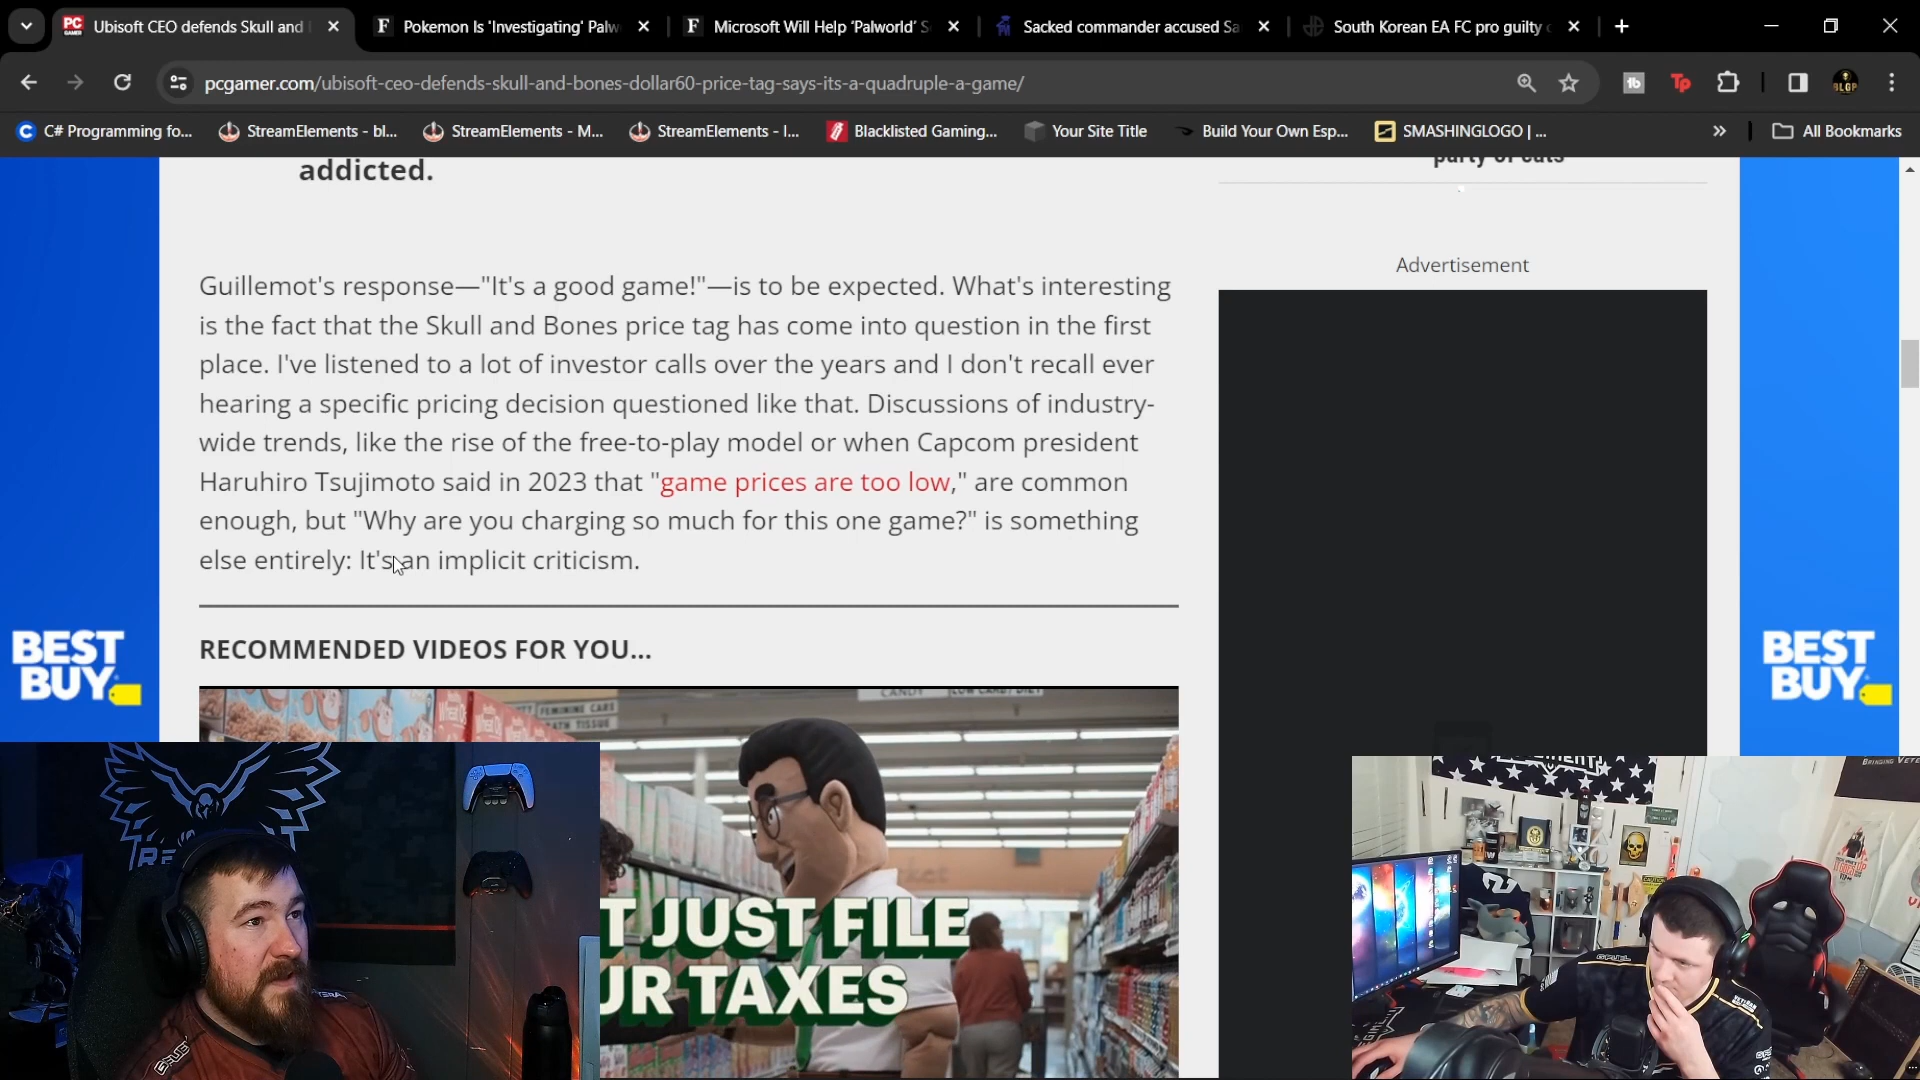 Ubisoft CEO defends Skull and
Pokemon Is 'Investigating' Palw
Microsoft Will Help 'Palworld' S
Sacked commander accused Sa
South Korean EA FC pro guilty
pcgamer.com/ubisoft-ceo-defends-skull-and-bones-dollar60-price-tag-says-its-a-quadruple-a-game/
C# Programming fo...
StreamElements - bl...
StreamElements - M...
StreamElements - I...
Blacklisted Gaming...
Your Site Title
Build Your Own Esp...
SMASHINGLOGO | ...
All Bookmarks
addicted.
party of cuts
Guillemot's response—"It's a good game!"—is to be expected. What's interesting
is the fact that the Skull and Bones price tag has come into question in the first
place. I've listened to a lot of investor calls over the years and I don't recall ever
hearing a specific pricing decision questioned like that. Discussions of industry-
wide trends, like the rise of the free-to-play model or when Capcom president
Haruhiro Tsujimoto said in 2023 that "game prices are too low," are common
enough, but "Why are you charging so much for this one game?" is something
else entirely: It's an implicit criticism.
Advertisement
RECOMMENDED VIDEOS FOR YOU...
BEST
BUY
BEST
BUY
CANDY
FEMININE CARE
BATH TISSUE
T JUST FILE
UR TAXES
GFUEL
GFUEL